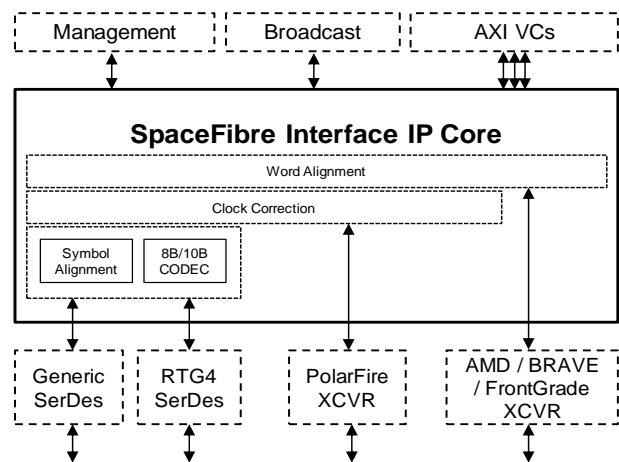 Management
Broadcast
AXI VCs
SpaceFibre Interface IP Core
Word Alignment
Clock Correction
Symbol
Alignment
8B/10B
CODEC
Generic
SerDes
RTG4
SerDes
PolarFire
XCVR
AMD / BRAVE
/ FrontGrade
XCVR